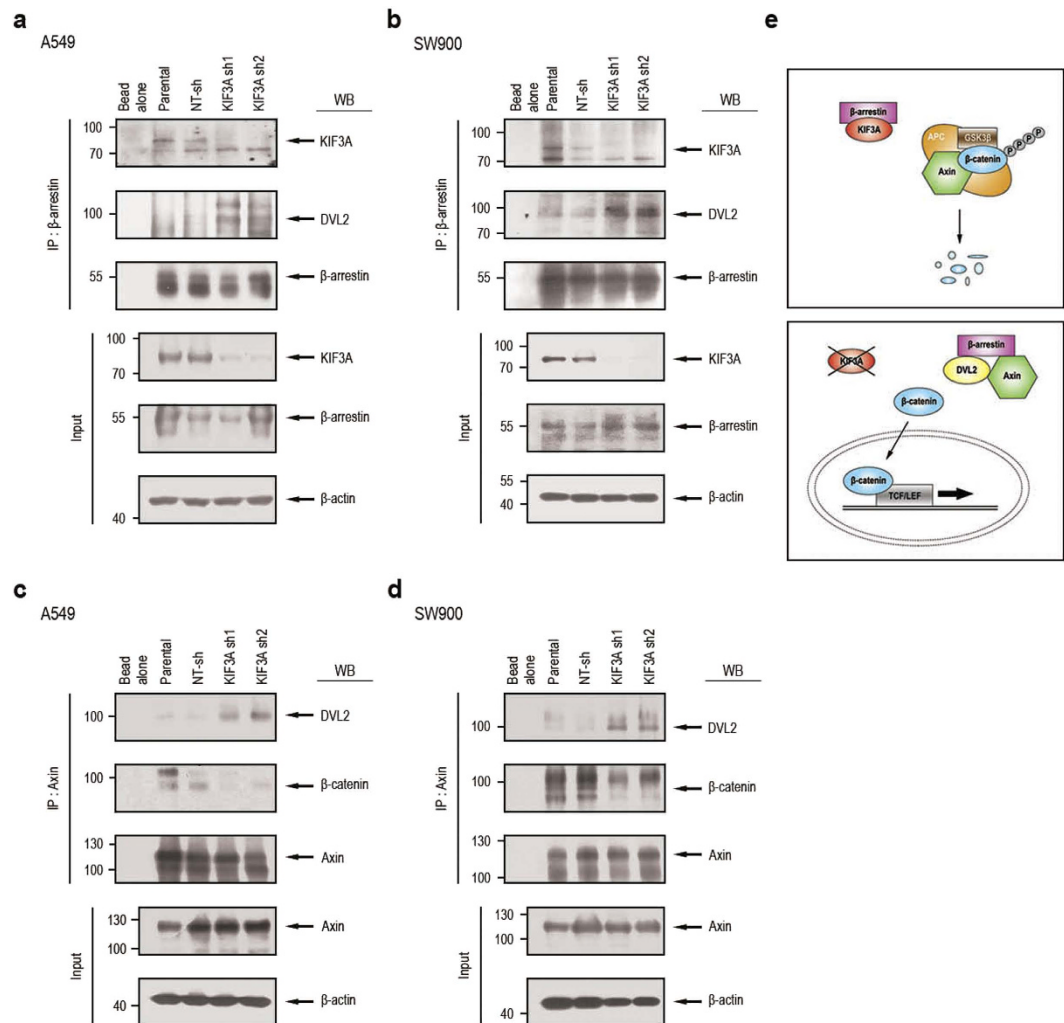 a
A549
Bead alone
Parental
NT-sh
KIF3A sh1
KIF3A sh2
WB
IP : β-arrestin
100
70
KIF3A
100
DVL2
55
β-arrestin
Input
100
70
KIF3A
55
β-arrestin
40
β-actin
b
SW900
Bead alone
Parental
NT-sh
KIF3A sh1
KIF3A sh2
WB
IP : β-arrestin
100
70
KIF3A
100
70
DVL2
55
β-arrestin
Input
100
70
KIF3A
55
β-arrestin
55
40
β-actin
e
β-arrestin
KIF3A
APC
GSK3β
β-catenin
Axin
P P P P
KIF3A
β-arrestin
DVL2
Axin
β-catenin
β-catenin
TCF/LEF
c
A549
Bead alone
Parental
NT-sh
KIF3A sh1
KIF3A sh2
WB
IP : Axin
100
DVL2
100
β-catenin
130
100
Axin
Input
130
100
Axin
40
β-actin
d
SW900
Bead alone
Parental
NT-sh
KIF3A sh1
KIF3A sh2
WB
IP : Axin
100
DVL2
100
β-catenin
130
100
Axin
Input
130
100
Axin
40
β-actin